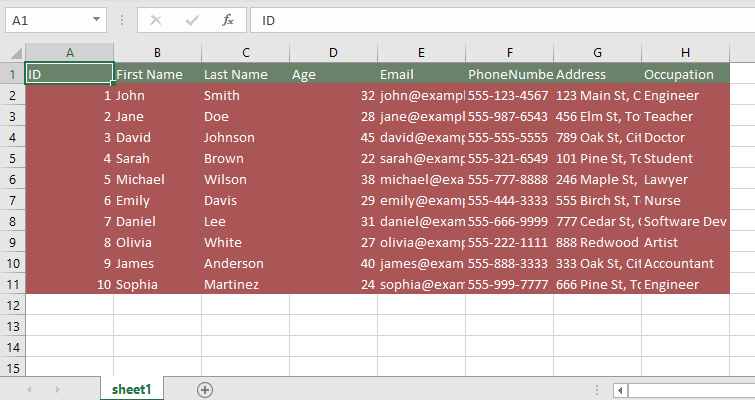 A1 fx ID
A B C D E F G H
1 ID First Name Last Name Age Email PhoneNumbe Address Occupation
2 1 John Smith 32 john@exampl 555-123-4567 123 Main St, C Engineer
3 2 Jane Doe 28 jane@exampl 555-987-6543 456 Elm St, To Teacher
4 3 David Johnson 45 david@examp 555-555-5555 789 Oak St, Cit Doctor
5 4 Sarah Brown 22 sarah@examp 555-321-6549 101 Pine St, To Student
6 5 Michael Wilson 38 michael@exa 555-777-8888 246 Maple St, Lawyer
7 6 Emily Davis 29 emily@examp 555-444-3333 555 Birch St, T Nurse
8 7 Daniel Lee 31 daniel@exam 555-666-9999 777 Cedar St, C Software Dev
9 8 Olivia White 27 olivia@examp 555-222-1111 888 Redwood Artist
10 9 James Anderson 40 james@exam 555-888-3333 333 Oak St, Cit Accountant
11 10 Sophia Martinez 24 sophia@exam 555-999-7777 666 Pine St, To Engineer
12
13
14
15
sheet1